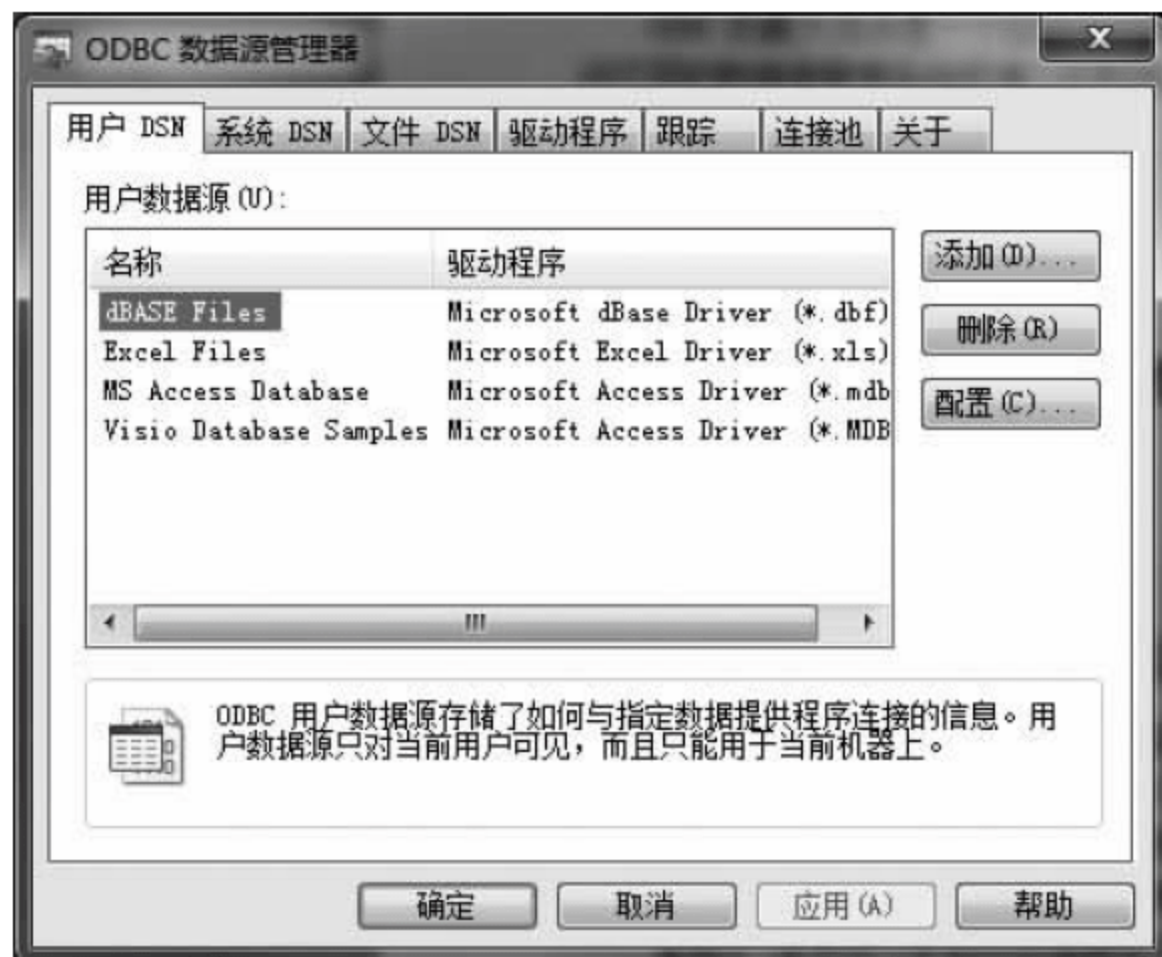 ODBC 数据源管理器
用户 DSN 系统 DSN 文件 DSN 驱动程序 跟踪 连接池 关于
用户数据源(U):
名称 驱动程序
添加(D)...
dBASE Files Microsoft dBase Driver (*.dbf)
Excel Files Microsoft Excel Driver (*.xls)
删除(R)
MS Access Database Microsoft Access Driver (*.mdb
配置(C)...
Visio Database Samples Microsoft Access Driver (*.MDB
ODBC 用户数据源存储了如何与指定数据提供程序连接的信息。用
户数据源只对当前用户可见，而且只能用于当前机器上。
确定 取消 应用(A) 帮助